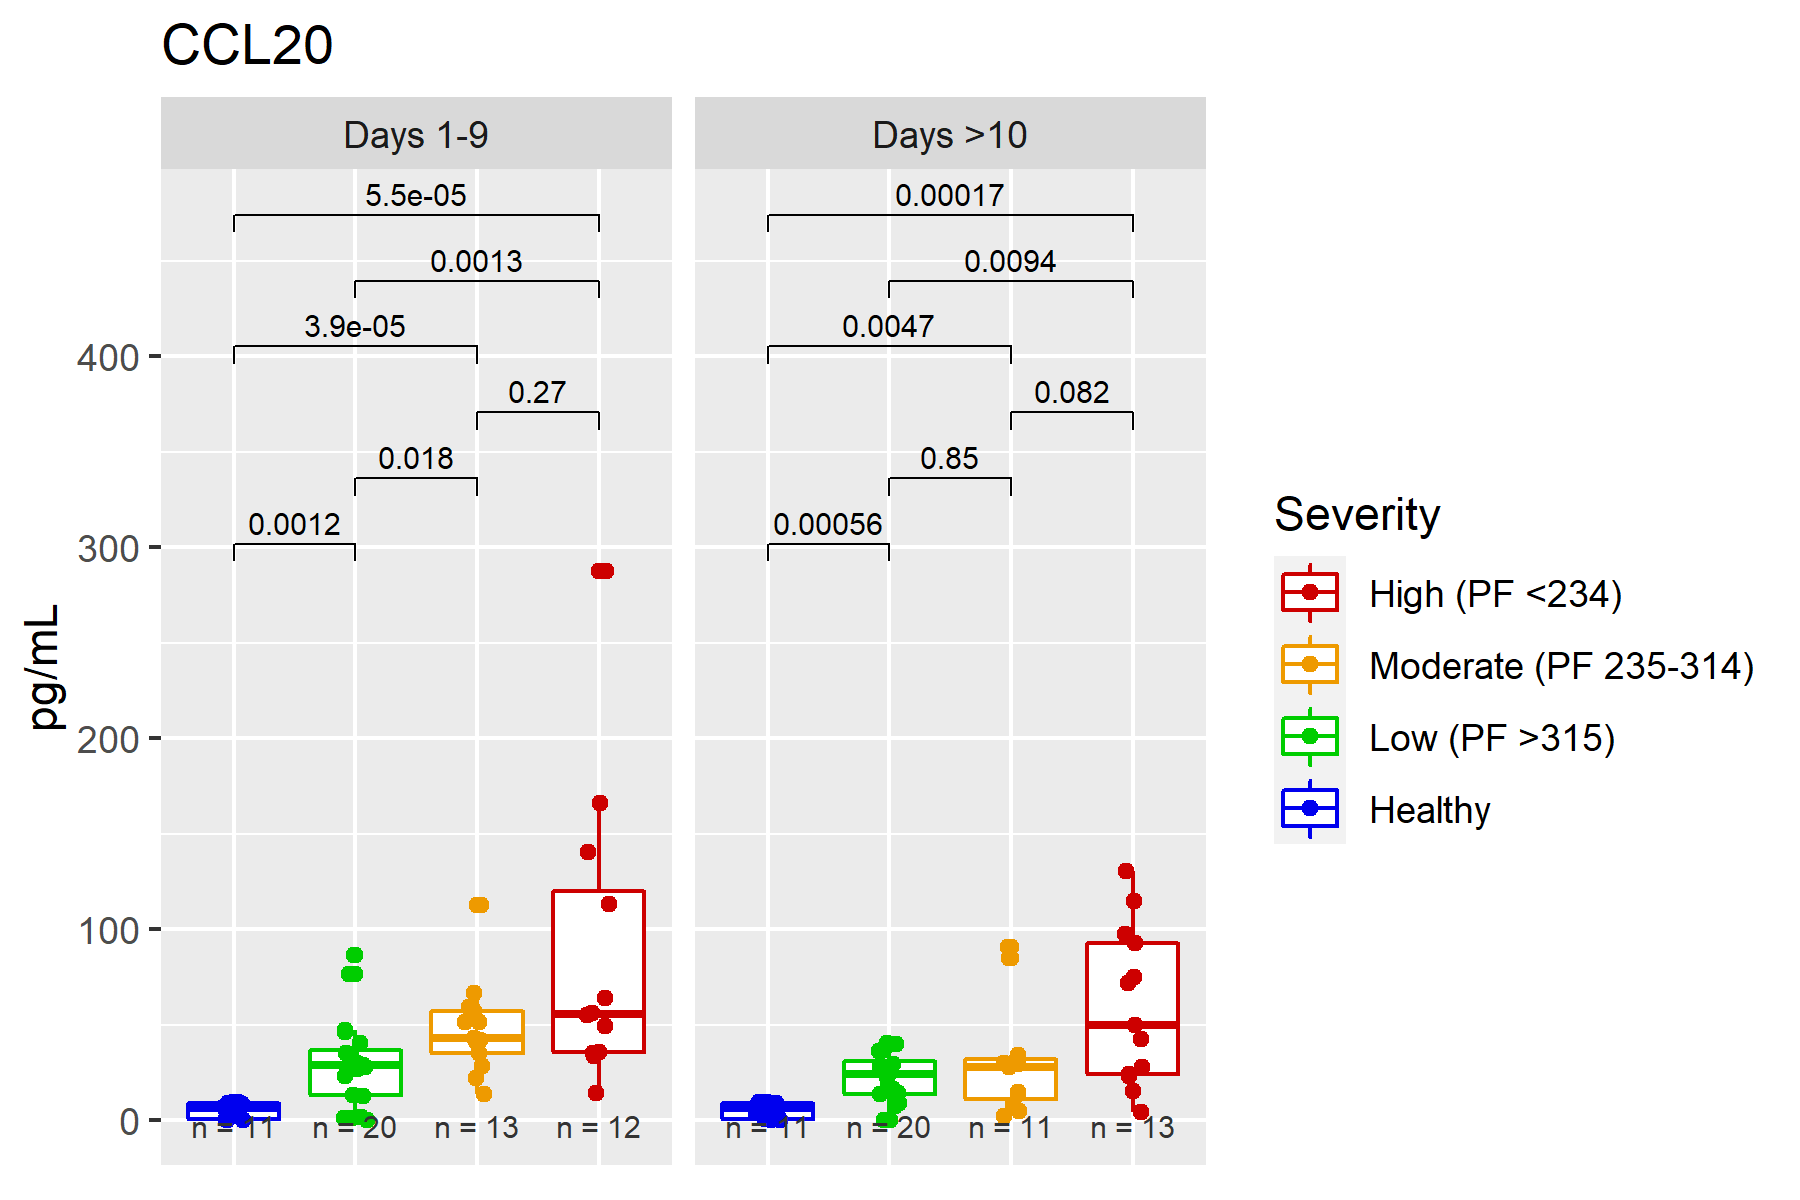 CCL20
Days 1-9
Days >10
5.5e-05
0.00017
0.0013
0.0094
3.9e-05
0.0047
0.27
0.082
0.018
0.85
0.0012
0.00056
400
300
200
100
0
pg/mL
n = 11
n = 20
n = 13
n = 12
n = 11
n = 20
n = 11
n = 13
Severity
High (PF <234)
Moderate (PF 235-314)
Low (PF >315)
Healthy